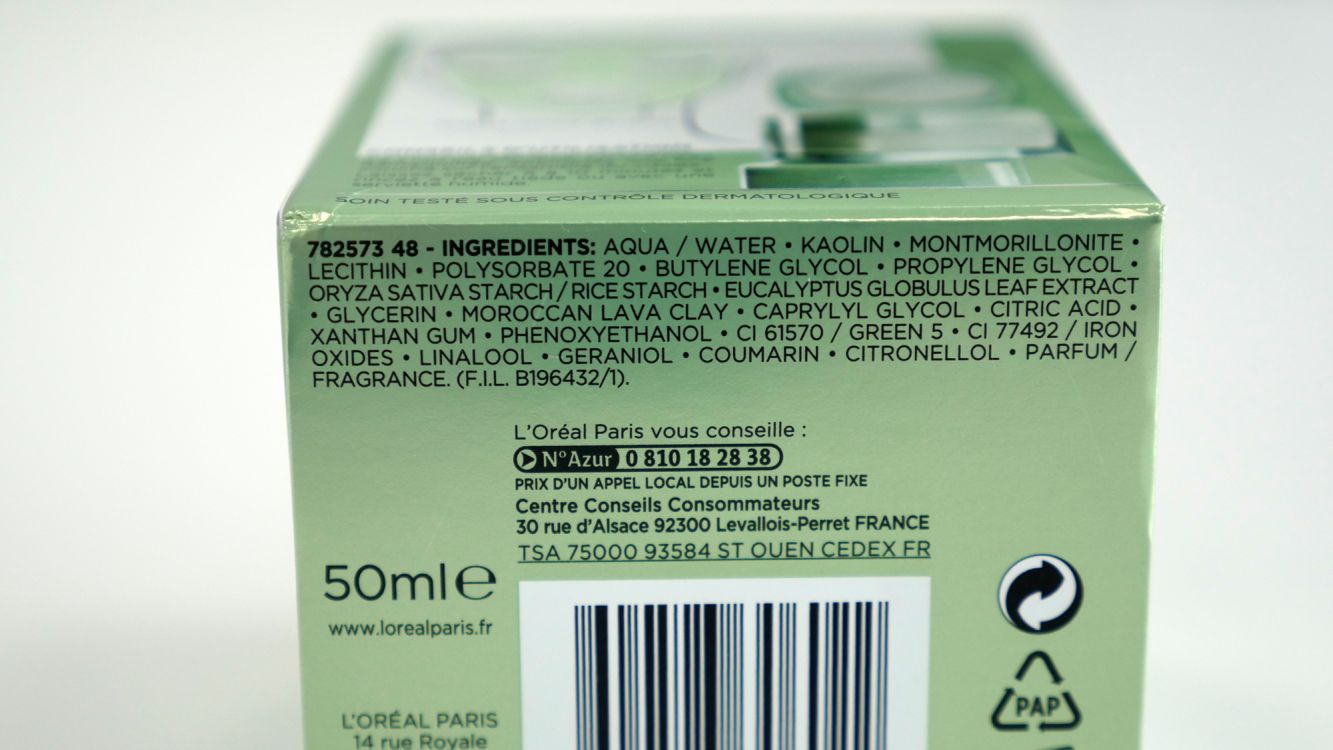 serviette humide.
SOIN TESTÉ SOUS CONTRÔLE DERMATOLOGIQUE
782573 48 - INGREDIENTS: AQUA / WATER • KAOLIN • MONTMORILLONITE •
LECITHIN • POLYSORBATE 20 • BUTYLENE GLYCOL • PROPYLENE GLYCOL •
ORYZA SATIVA STARCH / RICE STARCH • EUCALYPTUS GLOBULUS LEAF EXTRACT
• GLYCERIN • MOROCCAN LAVA CLAY • CAPRYLYL GLYCOL • CITRIC ACID •
XANTHAN GUM • PHENOXYETHANOL • CI 61570 / GREEN 5 • CI 77492 / IRON
OXIDES • LINALOOL • GERANIOL • COUMARIN • CITRONELLOL • PARFUM /
FRAGRANCE. (F.I.L. B196432/1).
L'Oréal Paris vous conseille :
N° Azur 0 810 18 28 38
PRIX D'UN APPEL LOCAL DEPUIS UN POSTE FIXE
Centre Conseils Consommateurs
30 rue d'Alsace 92300 Levallois-Perret FRANCE
TSA 75000 93584 ST OUEN CEDEX FR
50ml e
www.lorealparis.fr
L'ORÉAL PARIS
14 rue Royale
PAP